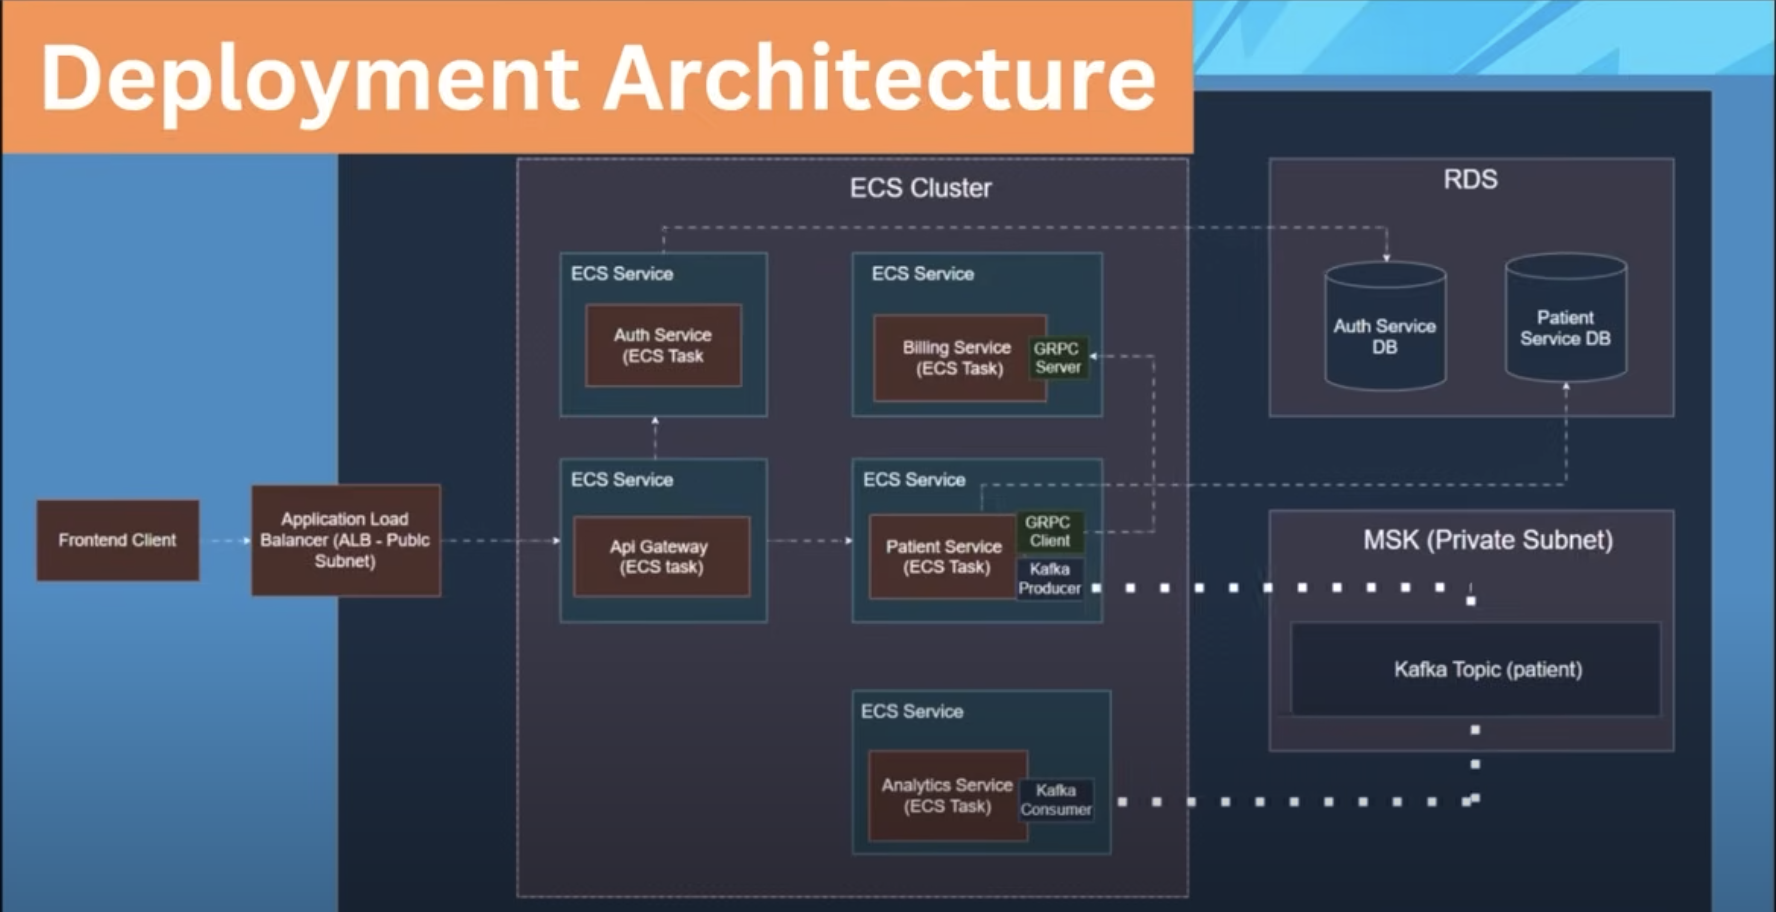 Deployment Architecture
ECS Cluster
RDS
ECS Service
Auth Service
(ECS Task
ECS Service
Billing Service
(ECS Task)
GRPC
Server
Auth Service
DB
Patient
Service DB
Frontend Client
Application Load
Balancer (ALB - Publc
Subnet)
ECS Service
Api Gateway
(ECS task)
ECS Service
Patient Service
(ECS Task)
GRPC
Client
Kafka
Producer
MSK (Private Subnet)
Kafka Topic (patient)
ECS Service
Analytics Service
(ECS Task)
Kafka
Consumer